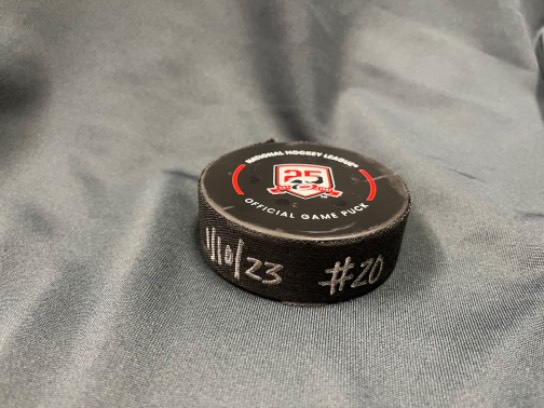 NATIONAL HOCKEY LEAGUE®
25
OFFICIAL GAME PUCK
1/10/23
#20